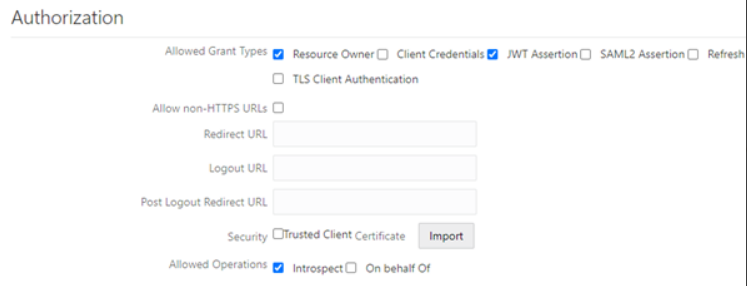 Authorization
Allowed Grant Types Resource Owner Client Credentials JWT Assertion SAML2 Assertion Refresh
TLS Client Authentication
Allow non-HTTPS URLs
Redirect URL
Logout URL
Post Logout Redirect URL
Security Trusted Client Certificate Import
Allowed Operations Introspect On behalf Of